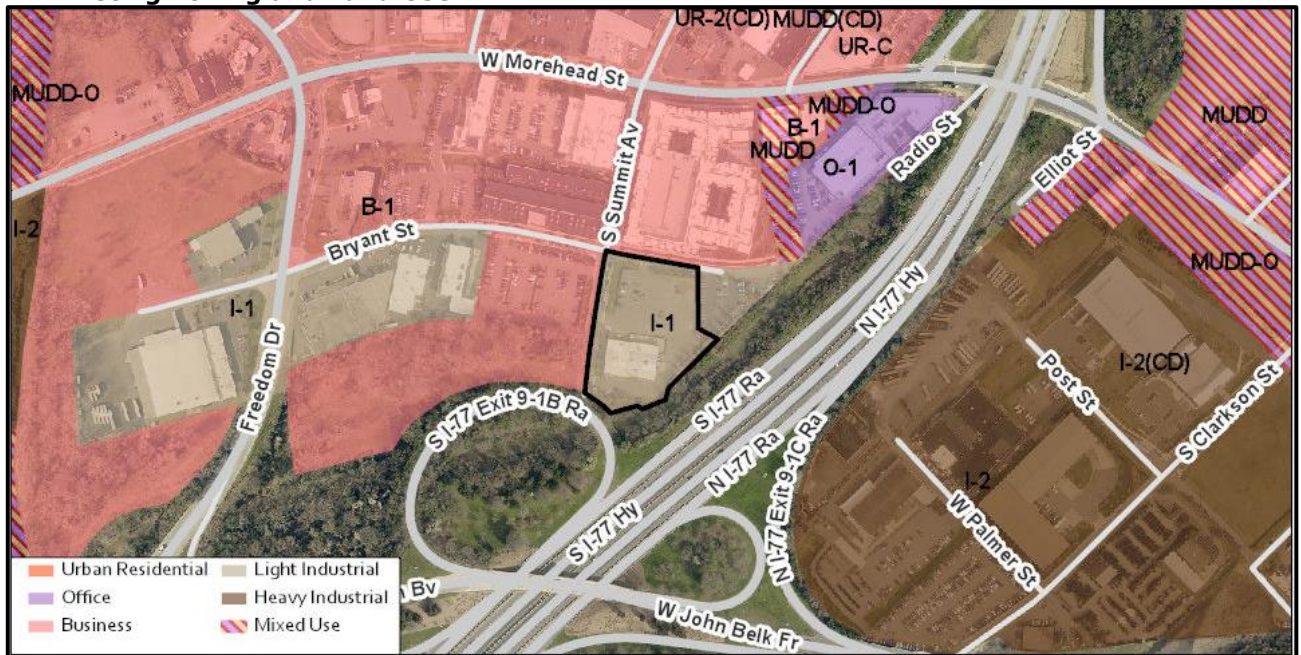 UR-2(CD) MUDD(CD)
UR-C
W Morehead St
MUDD-O
MUDD-O
B-1
MUDD
O-1
Radio St
Elliot St
MUDD
MUDD-O
S Summit Av
B-1
Bryant St
I-2
I-1
Freedom Dr
I-1
N I-77 Hy
S I-77 Ra
N I-77 Ra
S I-77 Exit 9-1B Ra
N I-77 Exit 9-1C Ra
S I-77 Hy
I-2(CD)
Post St
S Clarkson St
I-2
W Palmer St
Bv
W John Belk Fr
Urban Residential
Light Industrial
Office
Heavy Industrial
Business
Mixed Use